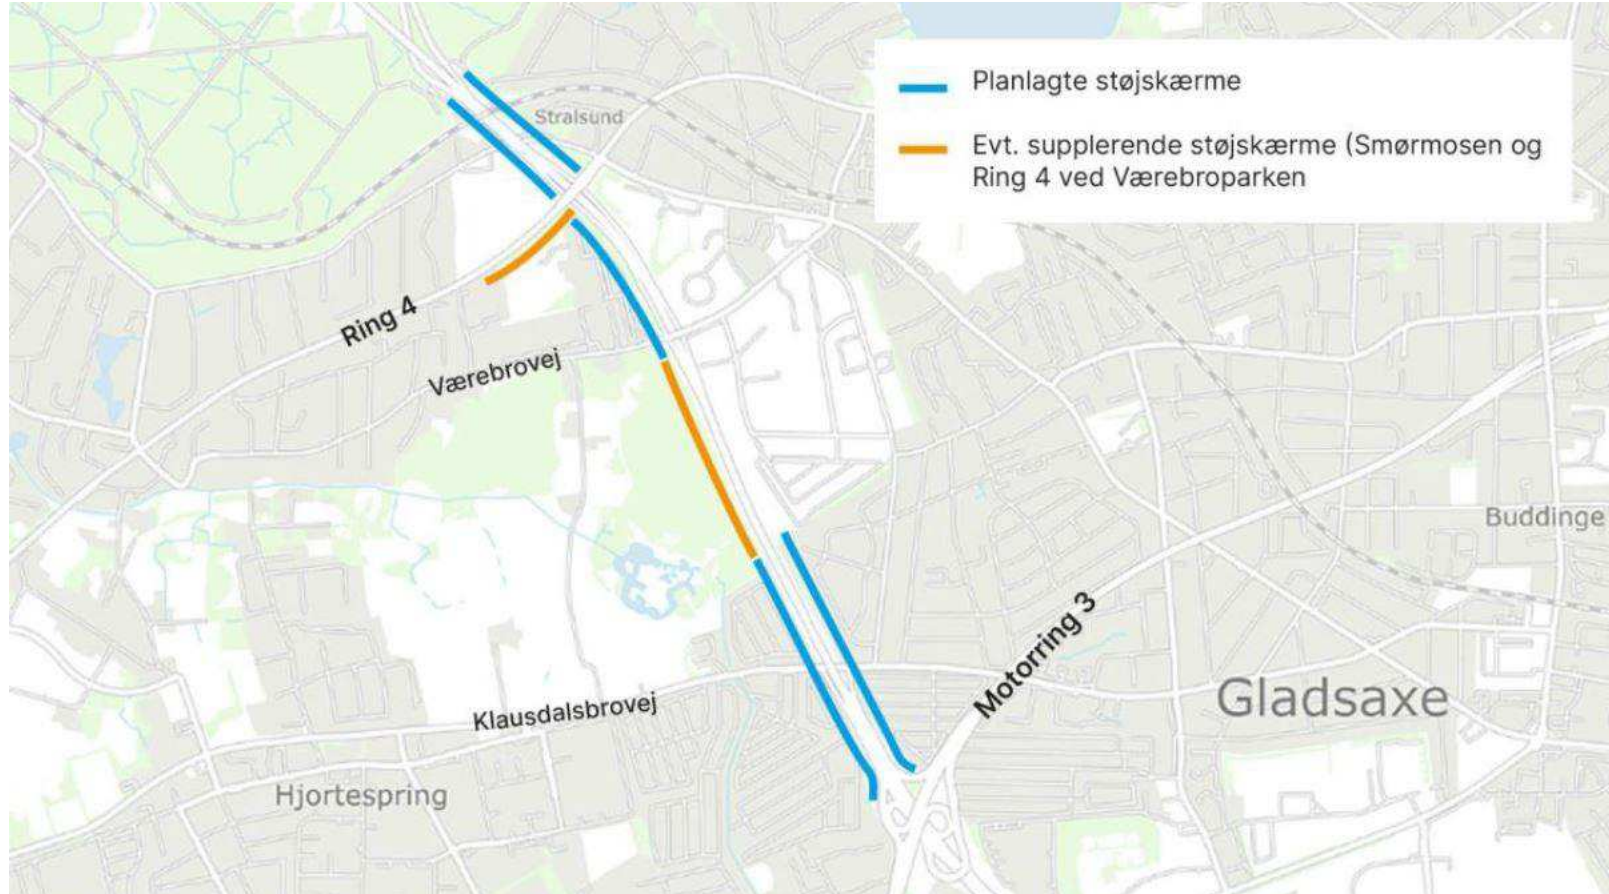 Planlagte støjskærme
Evt. supplerende støjskærme (Smørmosen og
Ring 4 ved Værebroparken
Stralsund
Ring 4
Værebrovej
Buddinge
Motorring 3
Gladsaxe
Klausdalsbrovej
Hjortespring